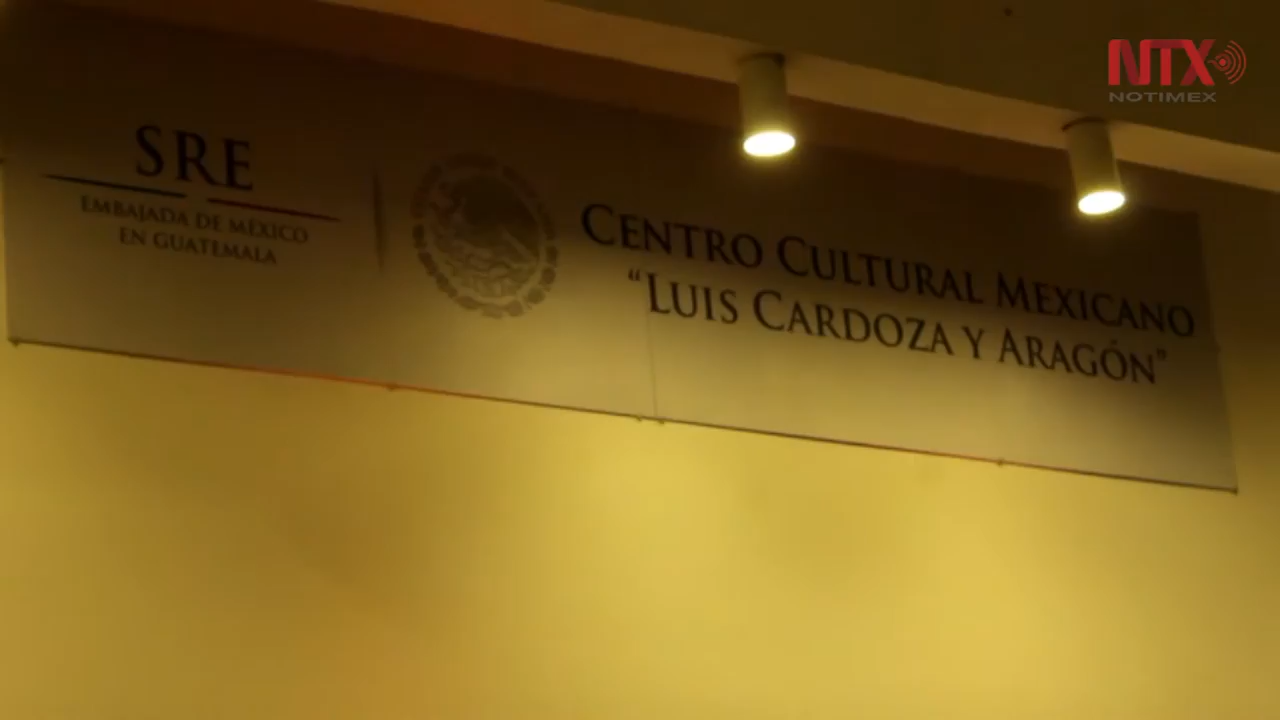 NTX
NOTIMEX
SRE
EMBAJADA DE MÉXICO
EN GUATEMALA
CENTRO CULTURAL MEXICANO
“LUIS CARDOZA Y ARAGÓN”